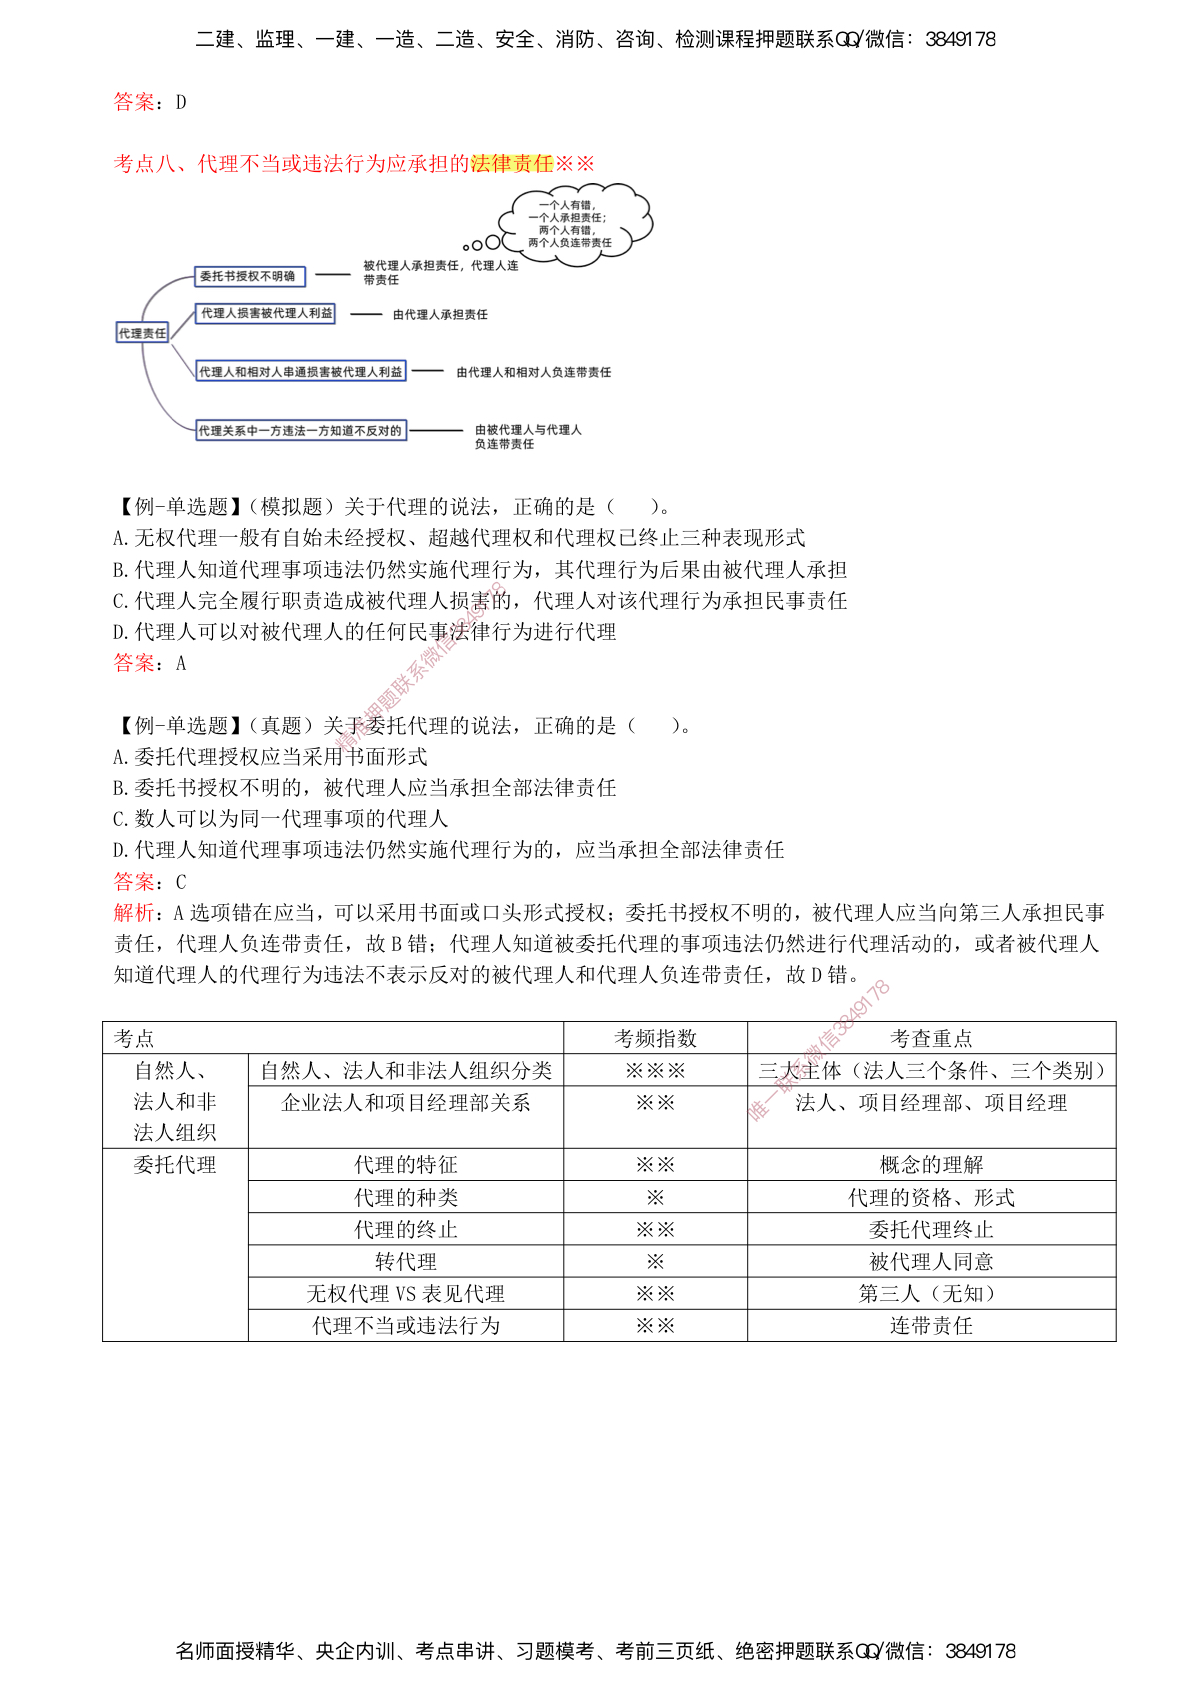 二建、监理、一建、一造、二造、安全、消防、咨询、检测课程押题联系QQ/微信：3849178
答案：D
考点八、代理不当或违法行为应承担的法律责任※※
一个人有错，
一个人承担责任；
两个人有错，
两个人负连带责任
委托书授权不明确
被代理人承担责任，代理人连
带责任
代理人损害被代理人利益
由代理人承担责任
代理责任
代理人和相对人串通损害被代理人利益
由代理人和相对人负连带责任
代理关系中一方违法一方知道不反对的
由被代理人与代理人
负连带责任
【例-单选题】（模拟题）关于代理的说法，正确的是（ ）。
A.无权代理一般有自始未经授权、超越代理权和代理权已终止三种表现形式
B.代理人知道代理事项违法仍然实施代理行为，其代理行为后果由被代理人承担
C.代理人完全履行职责造成被代理人损害的，代理人对该代理行为承担民事责任
D.代理人可以对被代理人的任何民事法律行为进行代理
答案：A
精准押题联系微信3849178
【例-单选题】（真题）关于委托代理的说法，正确的是（ ）。
A.委托代理授权应当采用书面形式
B.委托书授权不明的，被代理人应当承担全部法律责任
C.数人可以为同一代理事项的代理人
D.代理人知道代理事项违法仍然实施代理行为的，应当承担全部法律责任
答案：C
解析：A 选项错在应当，可以采用书面或口头形式授权；委托书授权不明的，被代理人应当向第三人承担民事
责任，代理人负连带责任，故 B 错；代理人知道被委托代理的事项违法仍然进行代理活动的，或者被代理人
知道代理人的代理行为违法不表示反对的被代理人和代理人负连带责任，故 D 错。
唯一联系微信3849178
考点 考频指数 考查重点
自然人、 自然人、法人和非法人组织分类 ※※※ 三大主体（法人三个条件、三个类别）
法人和非 企业法人和项目经理部关系 ※※ 法人、项目经理部、项目经理
法人组织
委托代理 代理的特征 ※※ 概念的理解
代理的种类 ※ 代理的资格、形式
代理的终止 ※※ 委托代理终止
转代理 ※ 被代理人同意
无权代理 VS 表见代理 ※※ 第三人（无知）
代理不当或违法行为 ※※ 连带责任
名师面授精华、央企内训、考点串讲、习题模考、考前三页纸、绝密押题联系QQ/微信：3849178